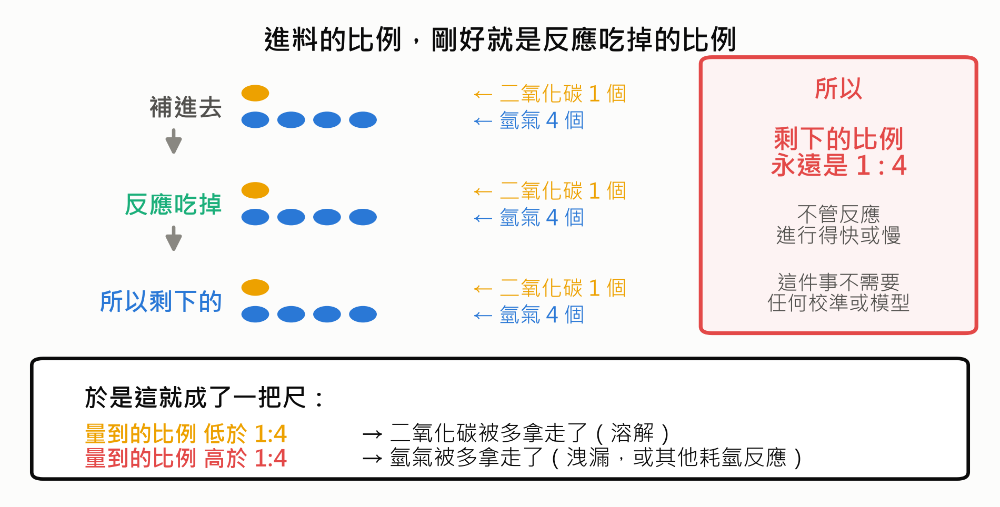 進料的比例，剛好就是反應吃掉的比例
補進去
← 二氧化碳 1 個
← 氫氣 4 個
反應吃掉
← 二氧化碳 1 個
← 氫氣 4 個
所以剩下的
← 二氧化碳 1 個
← 氫氣 4 個
所以
剩下的比例
永遠是 1 : 4
不管反應
進行得快或慢
這件事不需要
任何校準或模型
於是這就成了一把尺：
量到的比例 低於 1:4 → 二氧化碳被多拿走了（溶解）
量到的比例 高於 1:4 → 氫氣被多拿走了（洩漏，或其他耗氫反應）